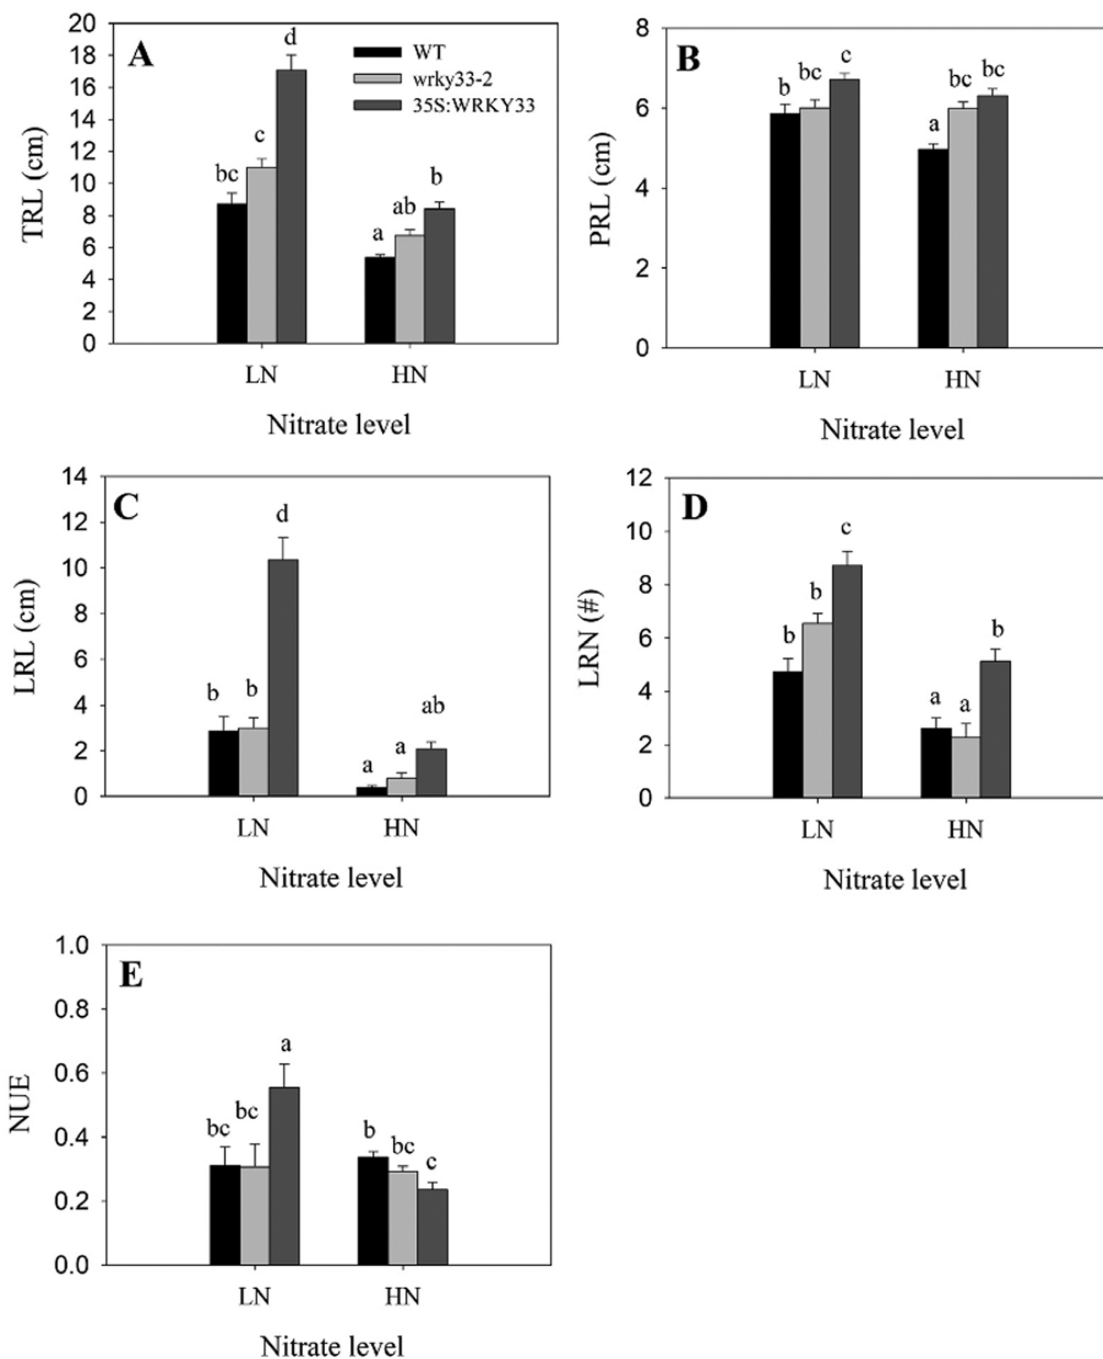 A
WT
wrky33-2
35S:WRKY33
TRL (cm)
20
18
16
14
12
10
8
6
4
2
0
bc
c
d
a
ab
b
LN
HN
Nitrate level
B
PRL (cm)
8
6
4
2
0
b
bc
c
a
bc
bc
LN
HN
Nitrate level
C
LRL (cm)
14
12
10
8
6
4
2
0
b
b
d
a
a
ab
LN
HN
Nitrate level
D
LRN (#)
12
10
8
6
4
2
0
b
b
c
a
a
b
LN
HN
Nitrate level
E
NUE
1.0
0.8
0.6
0.4
0.2
0.0
bc
bc
a
b
bc
c
LN
HN
Nitrate level